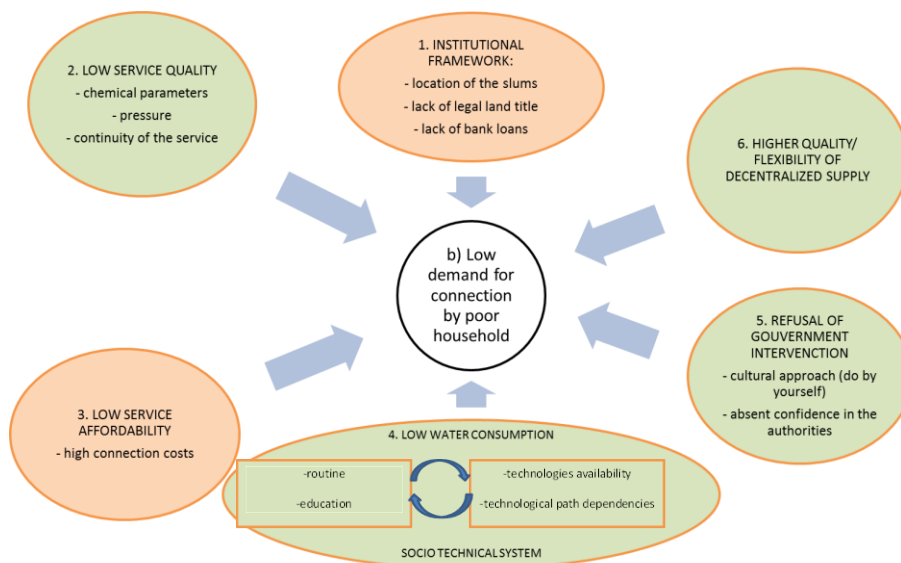 1. INSTITUTIONAL
FRAMEWORK:
- location of the slums
- lack of legal land title
- lack of bank loans
2. LOW SERVICE QUALITY
- chemical parameters
- pressure
- continuity of the service
6. HIGHER QUALITY/
FLEXIBILITY OF
DECENTRALIZED SUPPLY
b) Low
demand for
connection
by poor
household
5. REFUSAL OF
GOUVERNMENT
INTERVENCTION
- cultural approach (do by
yourself)
- absent confidence in the
authorities
3. LOW SERVICE
AFFORDABILITY
- high connection costs
4. LOW WATER CONSUMPTION
-routine
-education
-technologies availability
-technological path dependencies
SOCIO TECHNICAL SYSTEM